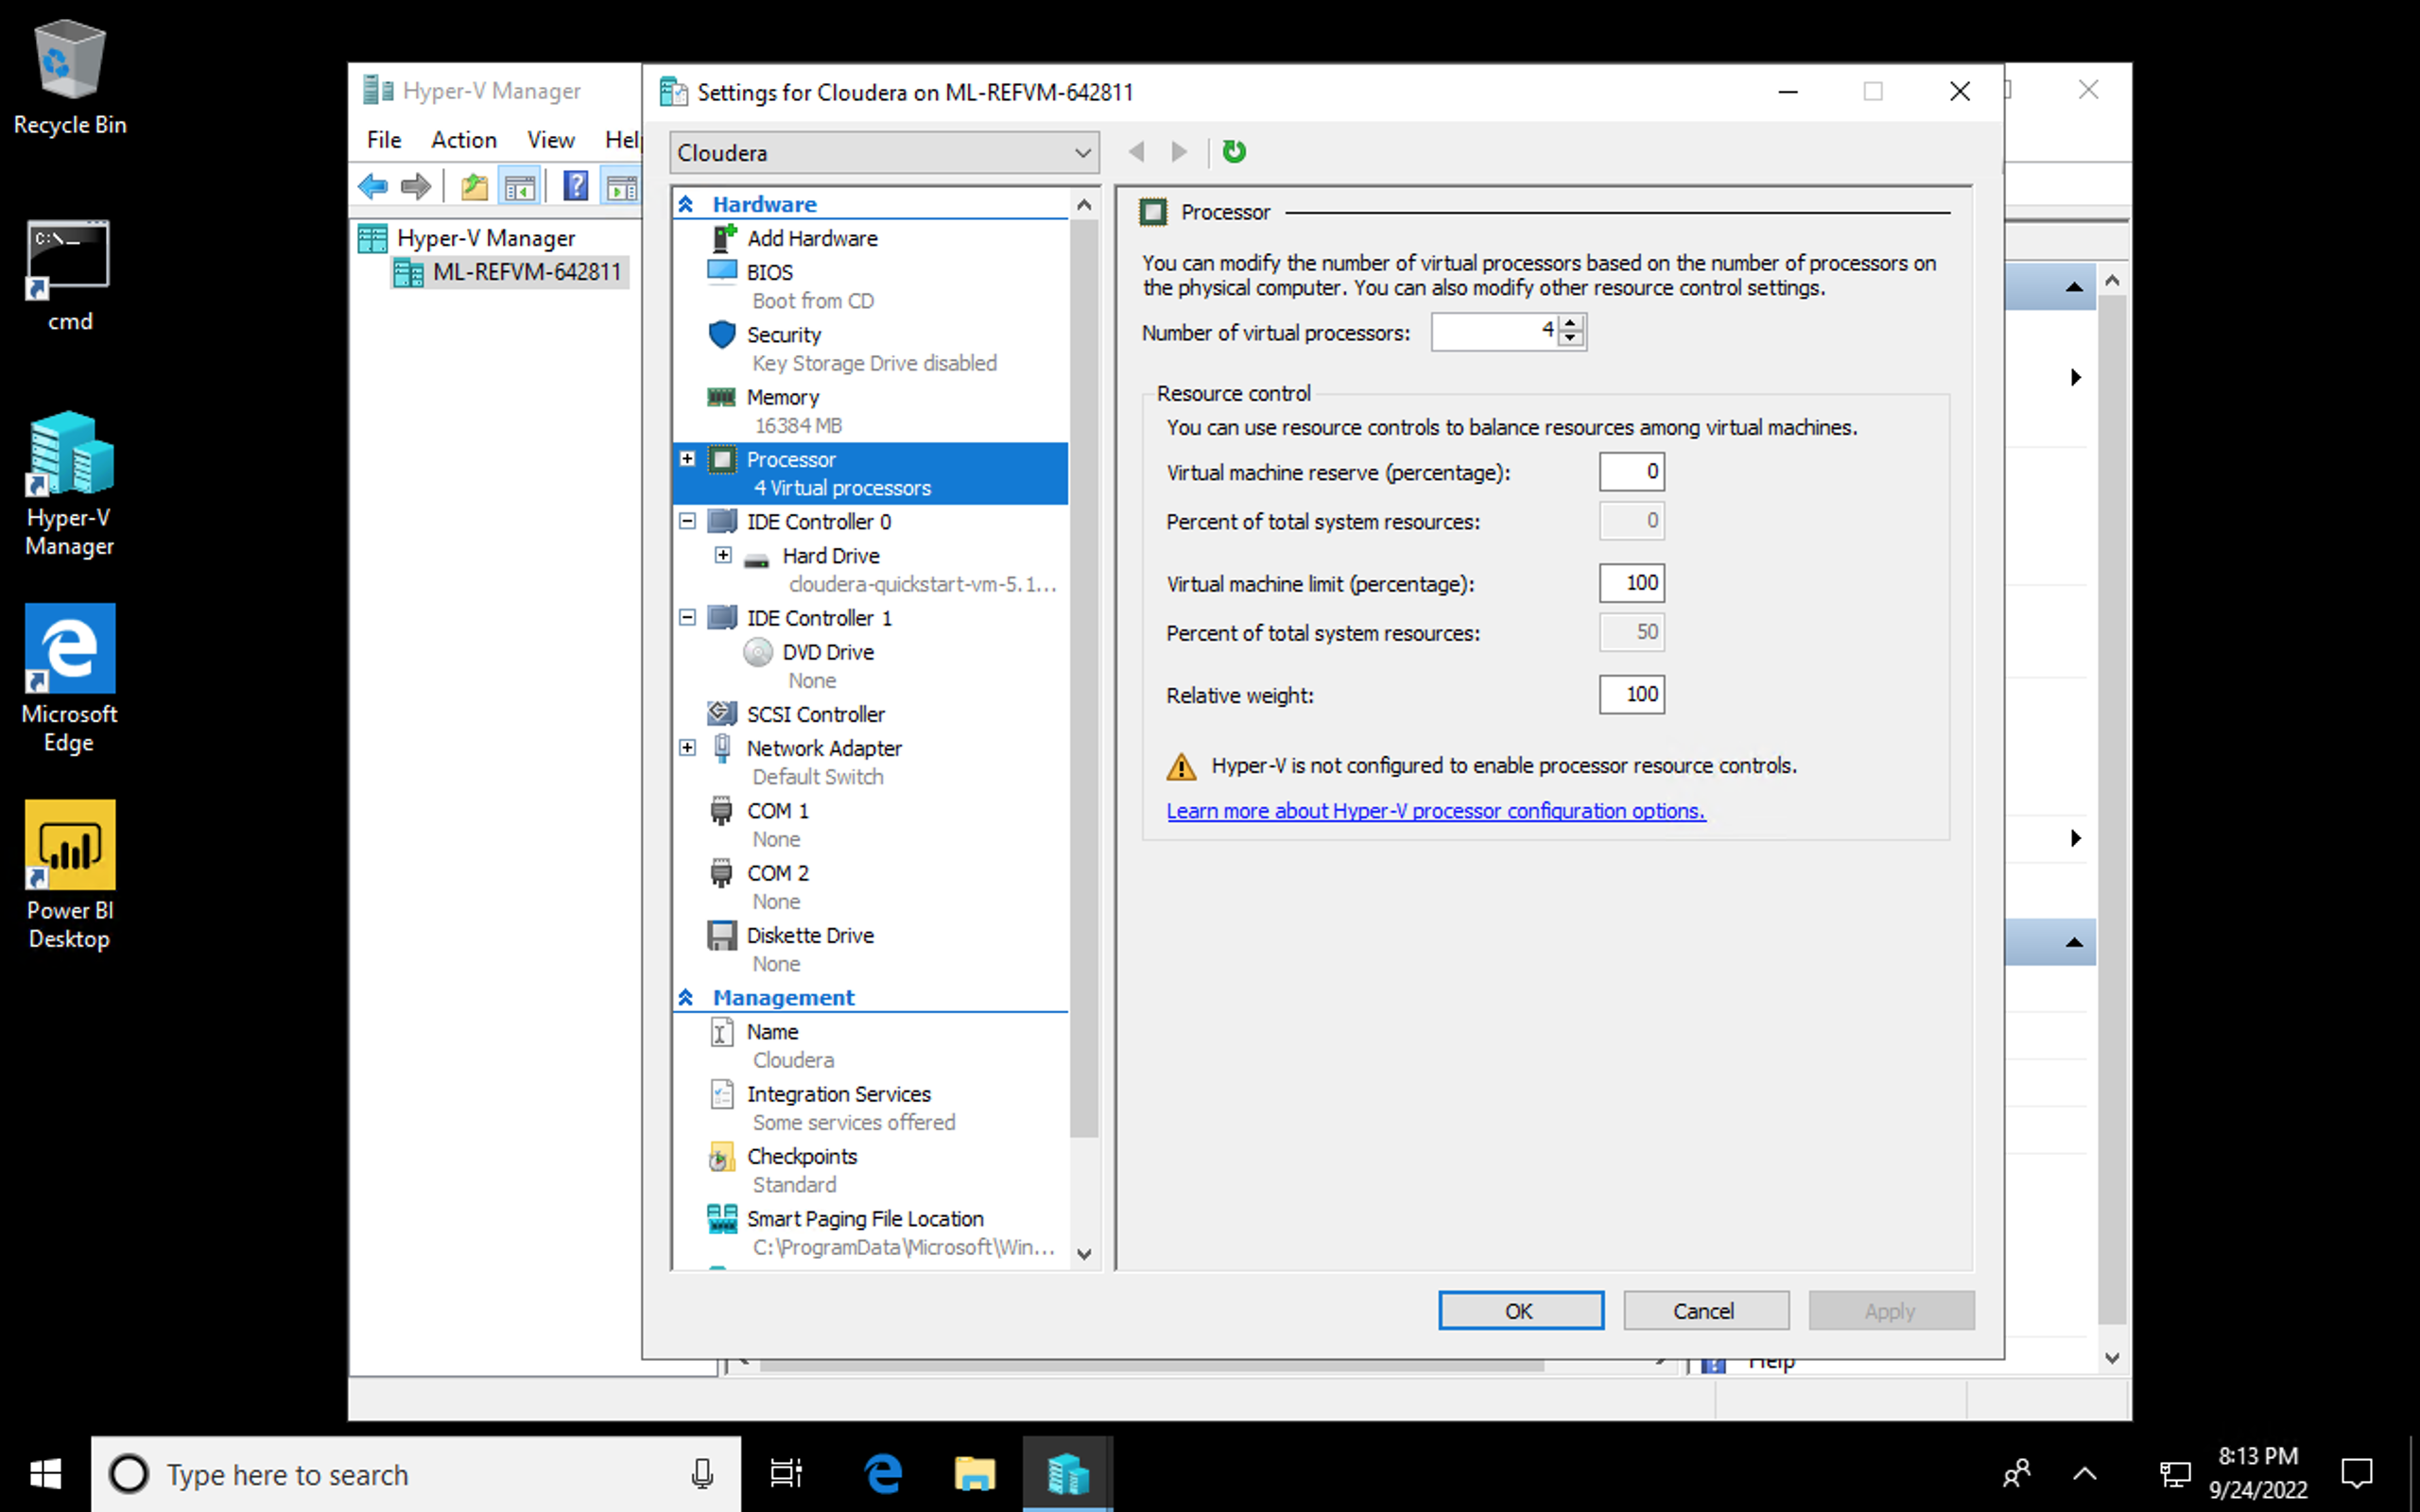 Recycle Bin
cmd
Hyper-V
Manager
Microsoft
Edge
Power BI
Desktop
Hyper-V Manager
File Action View Help
Hyper-V Manager
ML-REFVM-642811
Settings for Cloudera on ML-REFVM-642811
Cloudera
Hardware
Add Hardware
BIOS
Boot from CD
Security
Key Storage Drive disabled
Memory
16384 MB
Processor
4 Virtual processors
IDE Controller 0
Hard Drive
cloudera-quickstart-vm-5.1...
IDE Controller 1
DVD Drive
None
SCSI Controller
Network Adapter
Default Switch
COM 1
None
COM 2
None
Diskette Drive
None
Management
Name
Cloudera
Integration Services
Some services offered
Checkpoints
Standard
Smart Paging File Location
C:\ProgramData\Microsoft\Win...
Processor
You can modify the number of virtual processors based on the number of processors on
the physical computer. You can also modify other resource control settings.
Number of virtual processors: 4
Resource control
You can use resource controls to balance resources among virtual machines.
Virtual machine reserve (percentage): 0
Percent of total system resources: 0
Virtual machine limit (percentage): 100
Percent of total system resources: 50
Relative weight: 100
Hyper-V is not configured to enable processor resource controls.
Learn more about Hyper-V processor configuration options.
OK Cancel Apply
Help
Type here to search
8:13 PM
9/24/2022